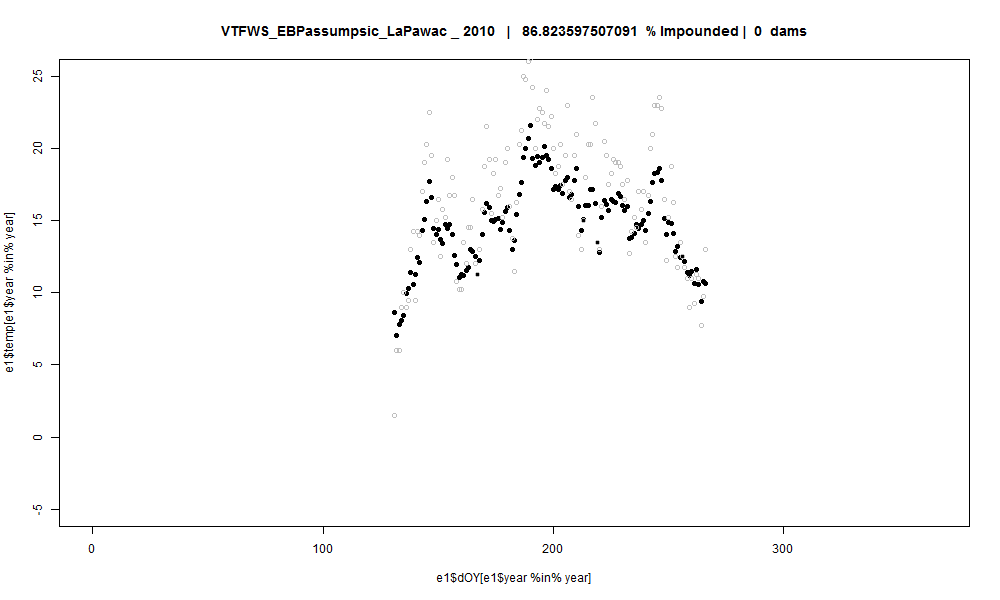 VTFWS_EBPassumpsic_LaPawac _ 2010 | 86.823597507091 % Impounded | 0 dams
25
20
15
10
5
0
-5
e1$temp[e1$year %in% year]
0 100 200 300
e1$dOY[e1$year %in% year]